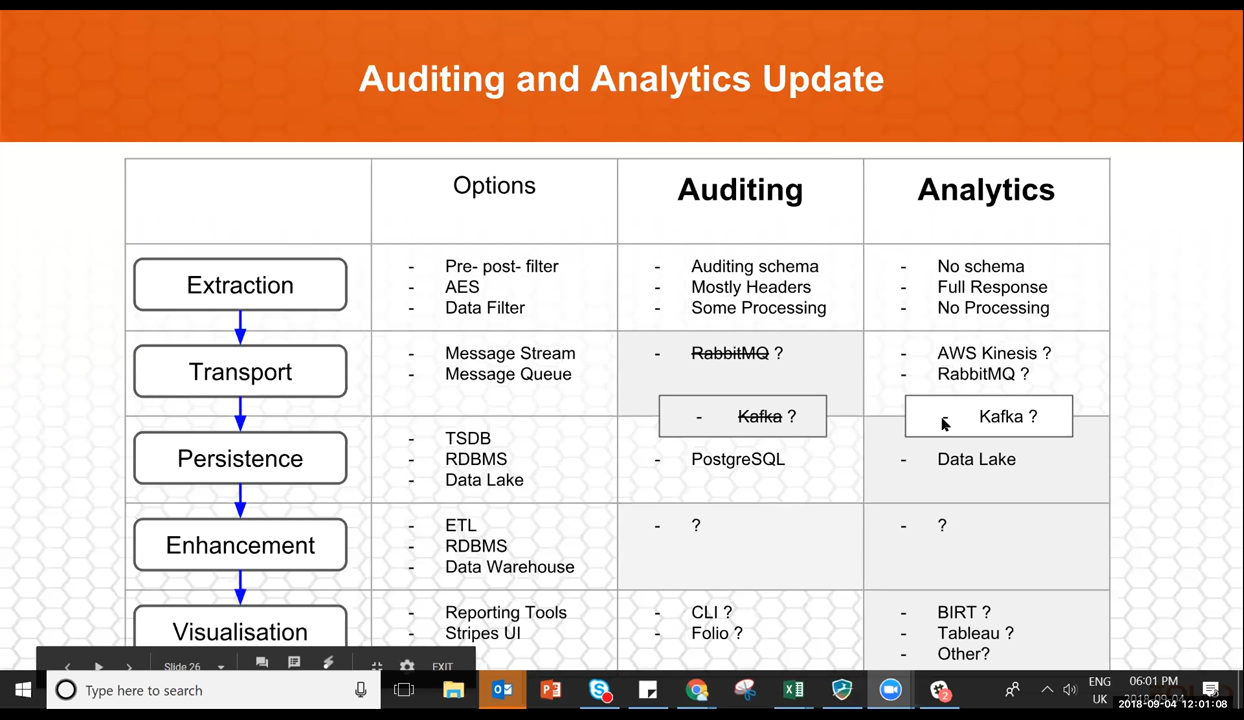 Auditing and Analytics Update
Options
Auditing
Analytics
Extraction
- Pre- post- filter
- AES
- Data Filter
- Auditing schema
- Mostly Headers
- Some Processing
- No schema
- Full Response
- No Processing
Transport
- Message Stream
- Message Queue
- RabbitMQ ?
- AWS Kinesis ?
- RabbitMQ ?
- Kafka ?
- Kafka ?
Persistence
- TSDB
- RDBMS
- Data Lake
- PostgreSQL
- Data Lake
Enhancement
- ETL
- RDBMS
- Data Warehouse
- ?
- ?
Visualisation
- Reporting Tools
- Stripes UI
- CLI ?
- Folio ?
- BIRT ?
- Tableau ?
- Other?
Slide 26
EXIT
Type here to search
2
ENG
UK
06:01 PM
2018-09-04
2018-09-04 12:01:08